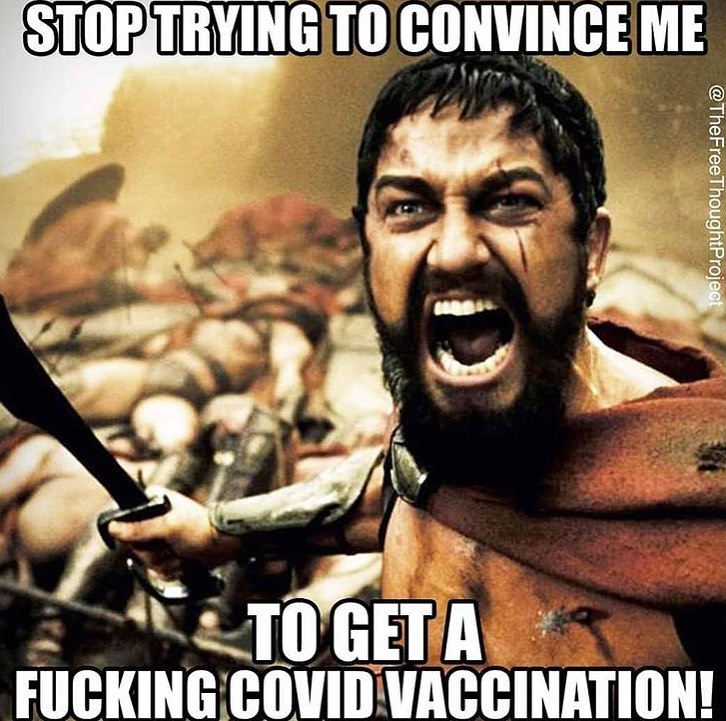 STOP TRYING TO CONVINCE ME
@TheFreeThoughtProject
TO GET A
FUCKING COVID VACCINATION!